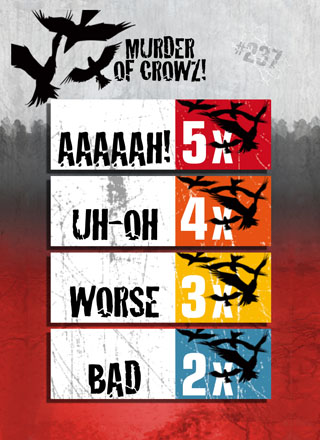 MURDER
OF CROWZ!
#237
AAAAAH! 5x
UH-OH 4x
WORSE 3x
BAD 2x